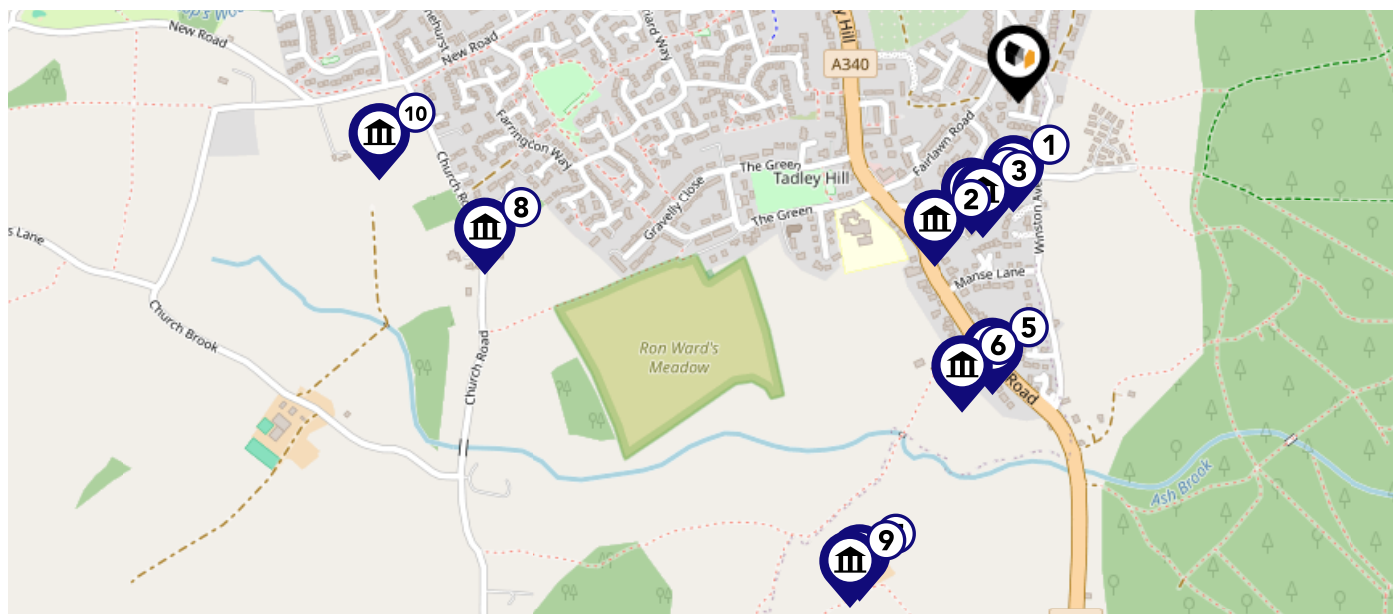 New Road
New Road
A340
10
Church
8
Farringdon Way
The Green
Tadley Hill
Fairlawn Road
1
3
2
Gravelly Close
The Green
Winston Ave
Manse Lane
s Lane
Church Brook
Ron Ward's
Meadow
Church Road
5
6
Road
Ash Brook
9